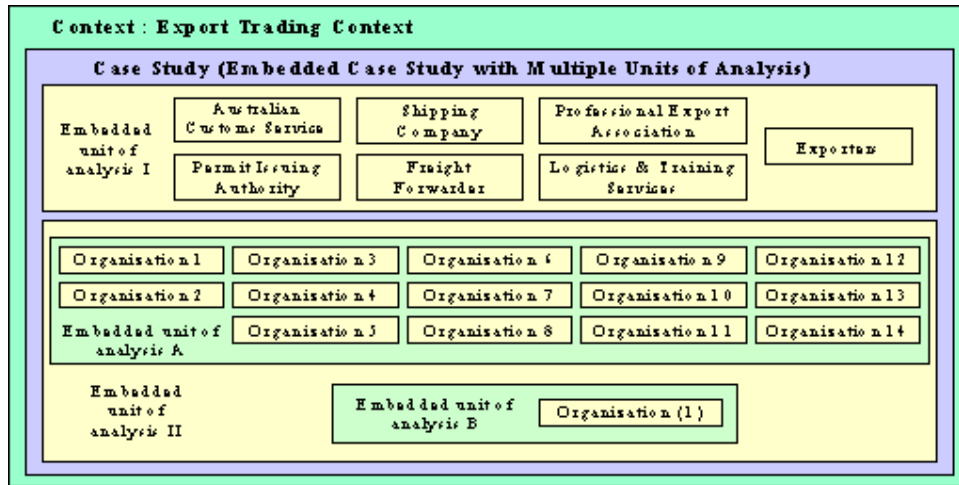 Context : Export Trading Context
Case Study (Embedded Case Study with Multiple Units of Analysis)
Embedded
unit of
analysis I
Australian
Customs Service
Shipping
Company
Professional Export
Association
Exporters
Permit Issuing
Authority
Freight
Forwarder
Logistics & Training
Services
Organisation 1
Organisation 3
Organisation 6
Organisation 9
Organisation 12
Organisation 2
Organisation 4
Organisation 7
Organisation 10
Organisation 13
Embedded unit of
analysis A
Organisation 5
Organisation 8
Organisation 11
Organisation 14
Embedded
unit of
analysis II
Embedded unit of
analysis B
Organisation (1)